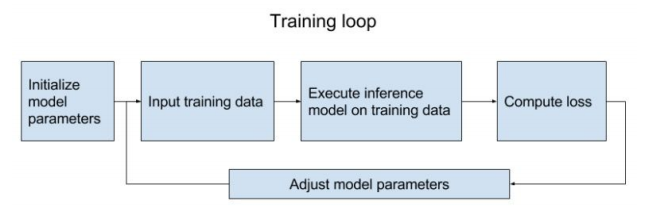 Training loop
Initialize
model
parameters
Input training data
Execute inference
model on training data
Compute loss
Adjust model parameters